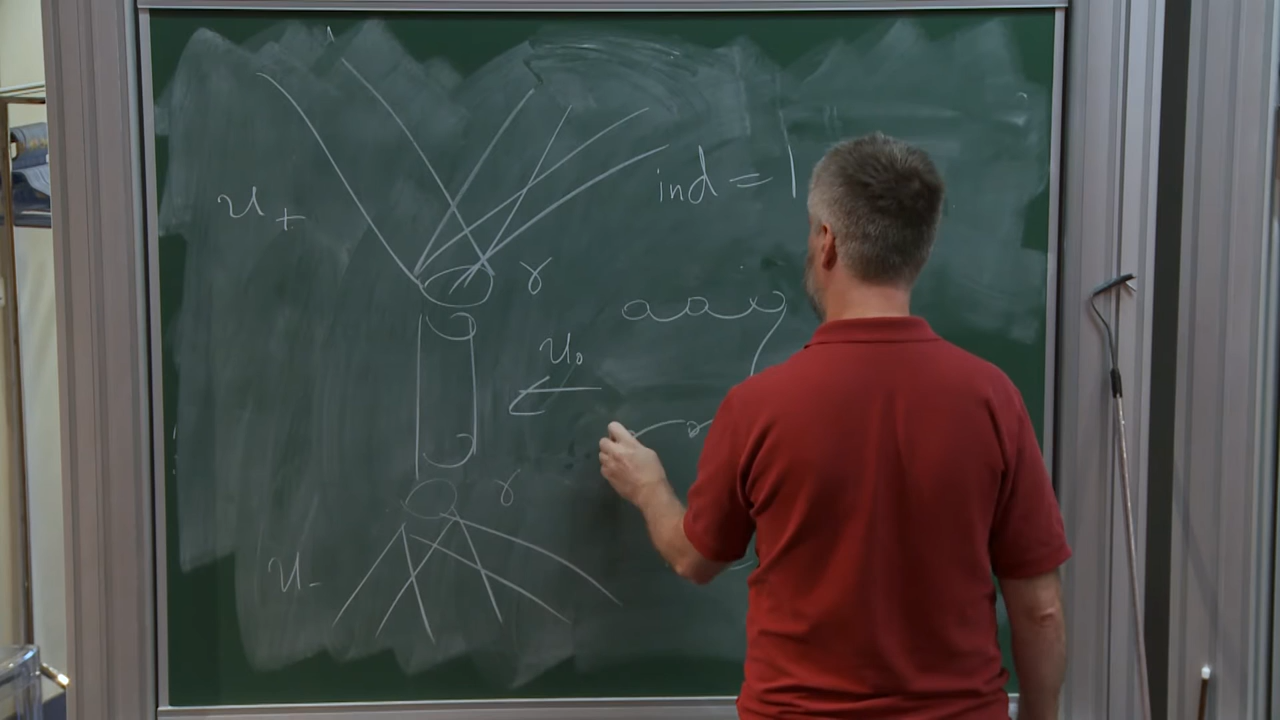 ind = 1
u+
γ
u₀
γ
u-